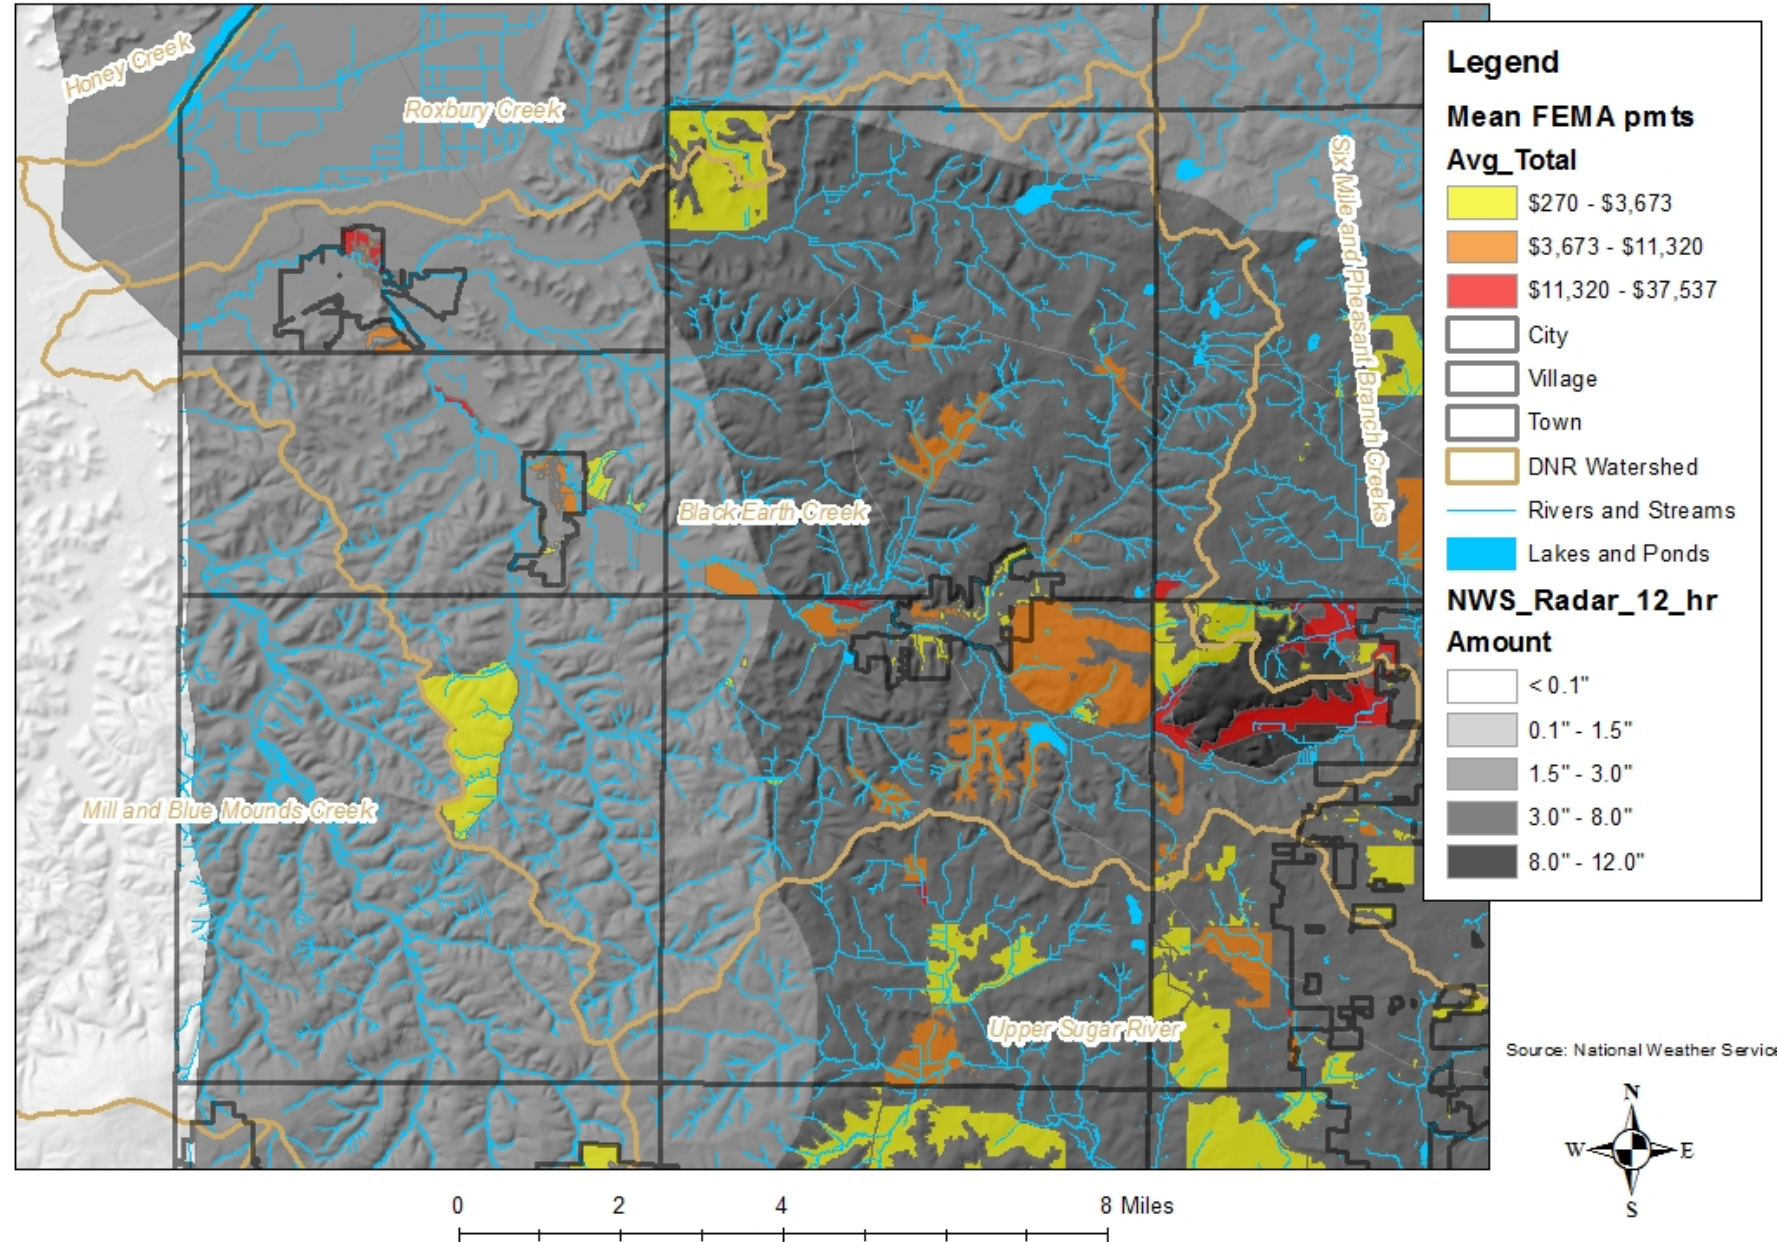 Honey Creek
Roxbury Creek
Six Mile and Pheasant Branch Creeks
Black Earth Creek
Mill and Blue Mounds Creek
Upper Sugar River
Legend
Mean FEMA pmts
Avg_Total
$270 - $3,673
$3,673 - $11,320
$11,320 - $37,537
City
Village
Town
DNR Watershed
Rivers and Streams
Lakes and Ponds
NWS_Radar_12_hr
Amount
< 0.1"
0.1" - 1.5"
1.5" - 3.0"
3.0" - 8.0"
8.0" - 12.0"
Source: National Weather Service
N
W E
S
0 2 4 8 Miles